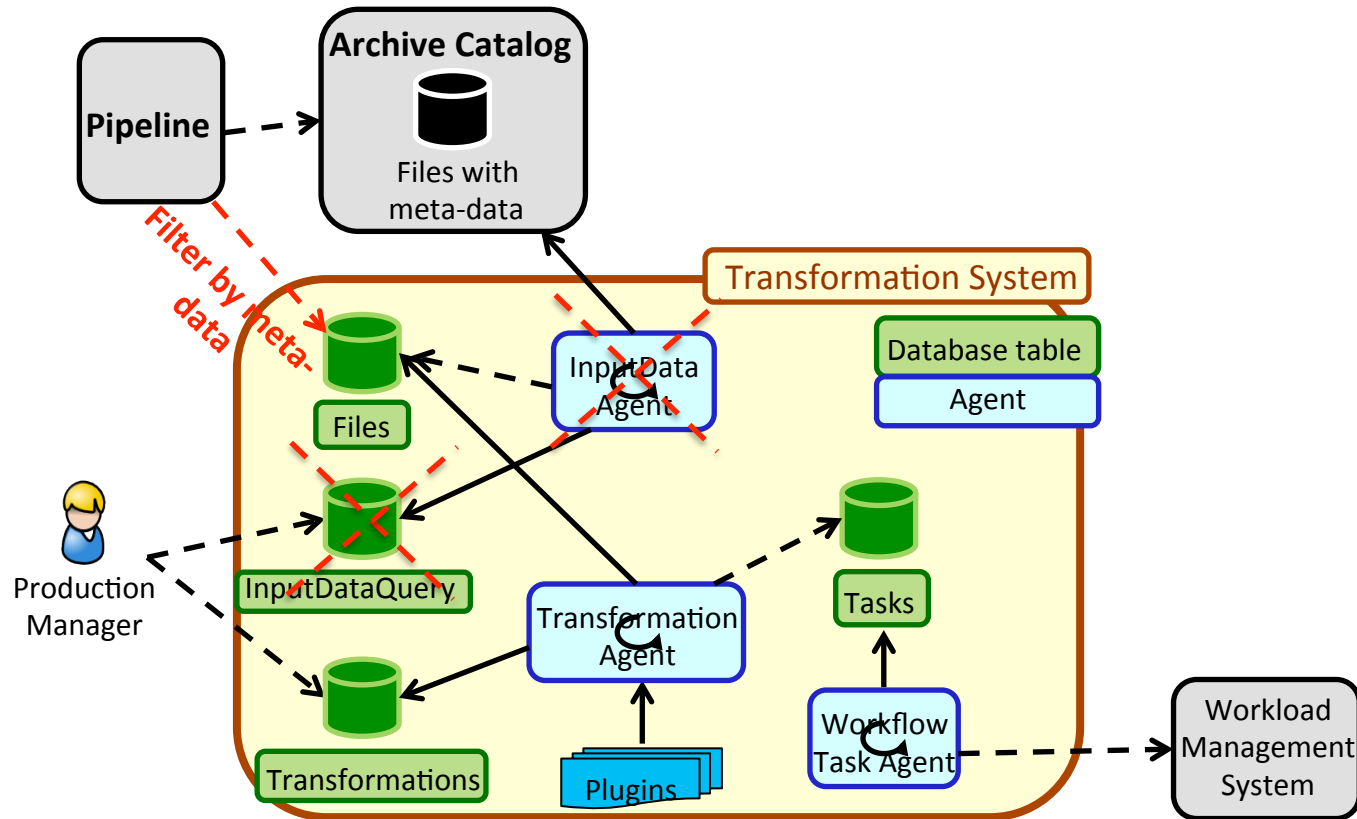 Archive Catalog
Pipeline
Files with
meta-data
Filter by meta-
data
Transformation System
Database table
Agent
InputData
Agent
Files
InputDataQuery
Production
Manager
Transformation
Agent
Tasks
Transformations
Plugins
Workflow
Task Agent
Workload
Management
System